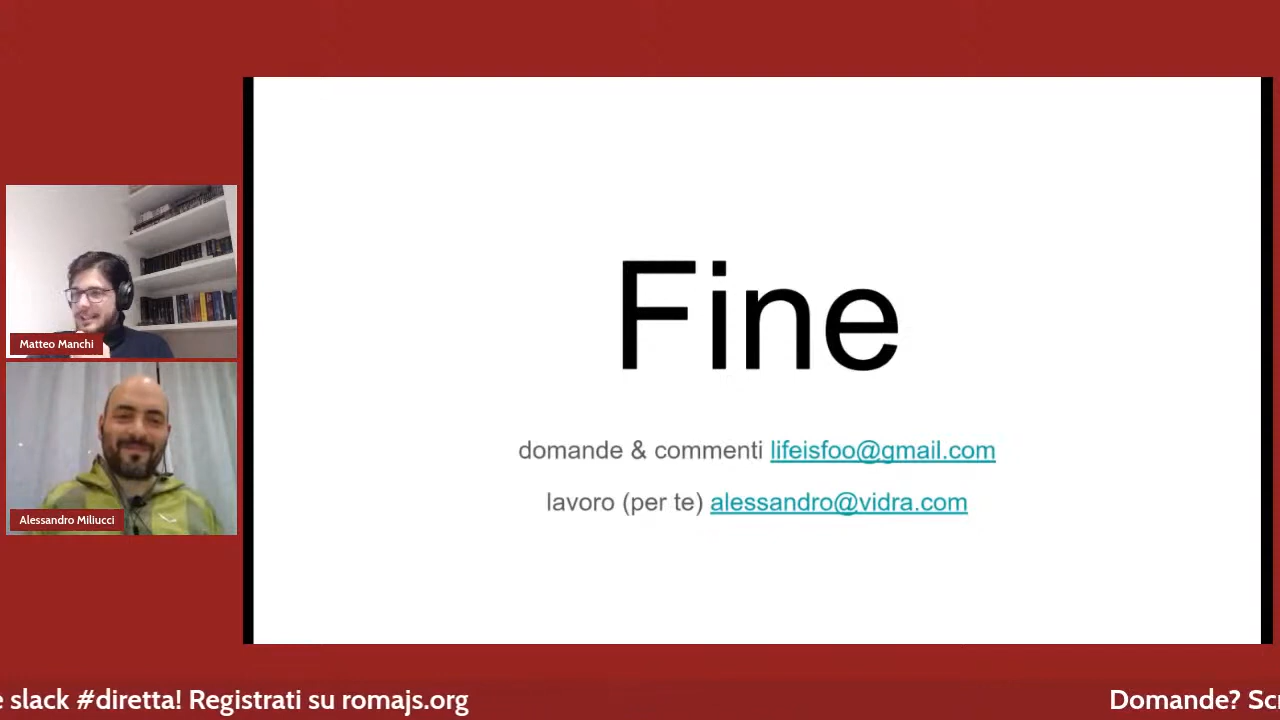 Fine
domande & commenti lifeisfoo@gmail.com
lavoro (per te) alessandro@vidra.com
Matteo Manchi
Alessandro Miliucci
slack #diretta! Registrati su romajs.org
Domande?